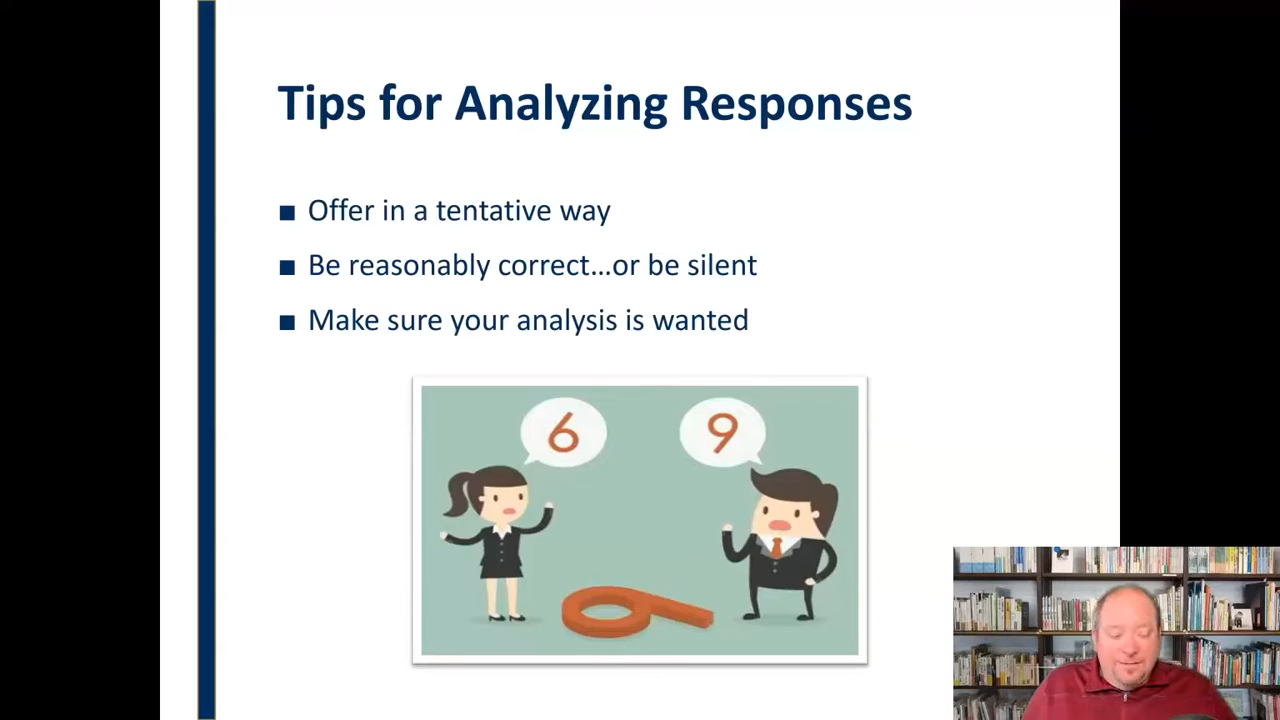 Tips for Analyzing Responses
■ Offer in a tentative way
■ Be reasonably correct...or be silent
■ Make sure your analysis is wanted
6
9